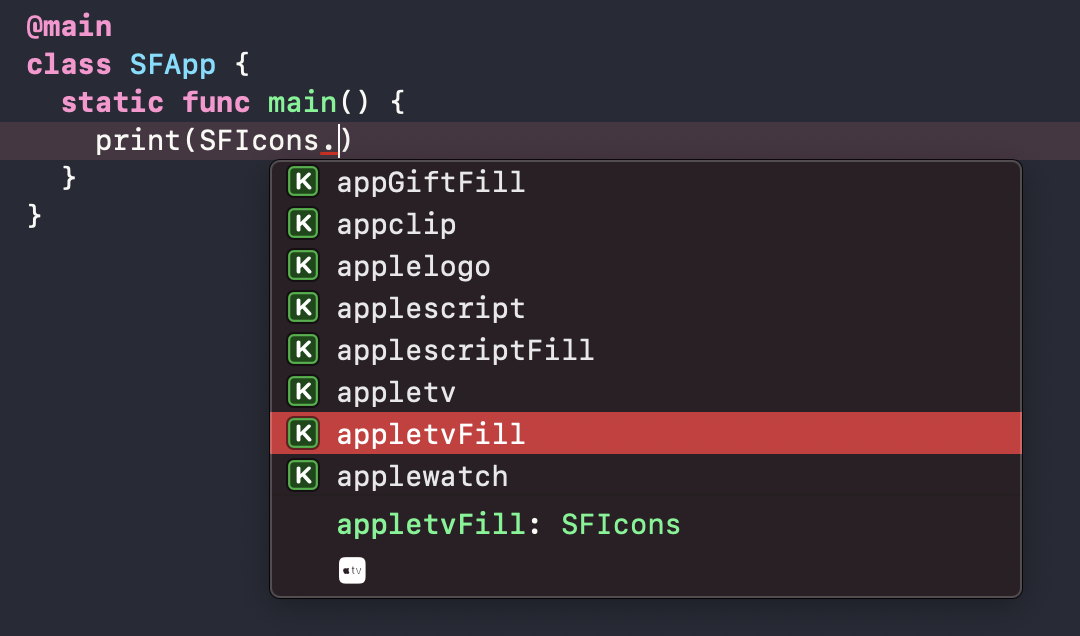 @main
class SFApp {
static func main() {
print(SFIcons.)
}
}
K appGiftFill
K appclip
K applelogo
K applescript
K applescriptFill
K appletv
K appletvFill
K applewatch
appletvFill: SFIcons
tv